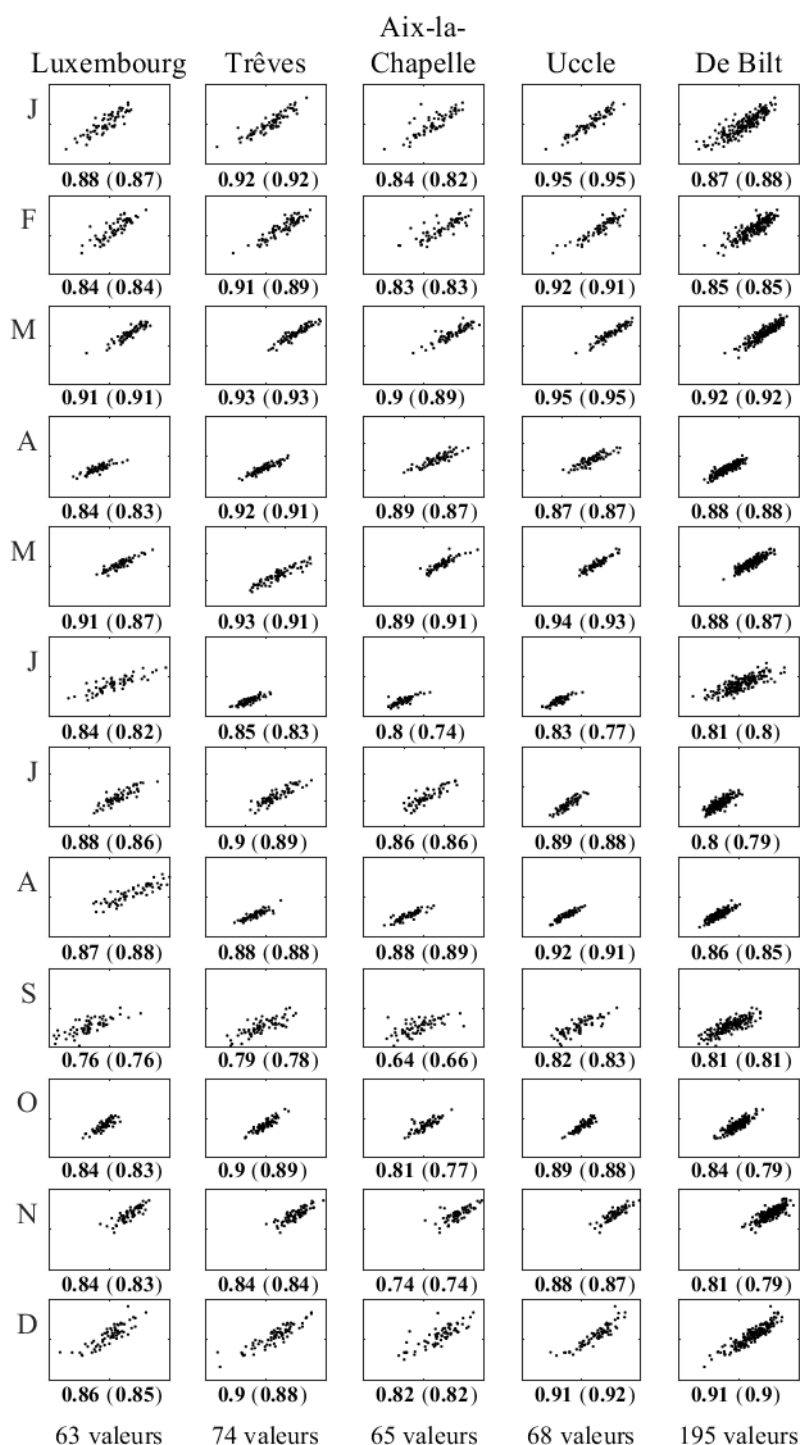 Aix-la-
Luxembourg Trêves Chapelle Uccle De Bilt
J
0.88 (0.87) 0.92 (0.92) 0.84 (0.82) 0.95 (0.95) 0.87 (0.88)
F
0.84 (0.84) 0.91 (0.89) 0.83 (0.83) 0.92 (0.91) 0.85 (0.85)
M
0.91 (0.91) 0.93 (0.93) 0.9 (0.89) 0.95 (0.95) 0.92 (0.92)
A
0.84 (0.83) 0.92 (0.91) 0.89 (0.87) 0.87 (0.87) 0.88 (0.88)
M
0.91 (0.87) 0.93 (0.91) 0.89 (0.91) 0.94 (0.93) 0.88 (0.87)
J
0.84 (0.82) 0.85 (0.83) 0.8 (0.74) 0.83 (0.77) 0.81 (0.8)
J
0.88 (0.86) 0.9 (0.89) 0.86 (0.86) 0.89 (0.88) 0.8 (0.79)
A
0.87 (0.88) 0.88 (0.88) 0.88 (0.89) 0.92 (0.91) 0.86 (0.85)
S
0.76 (0.76) 0.79 (0.78) 0.64 (0.66) 0.82 (0.83) 0.81 (0.81)
O
0.84 (0.83) 0.9 (0.89) 0.81 (0.77) 0.89 (0.88) 0.84 (0.79)
N
0.84 (0.83) 0.84 (0.84) 0.74 (0.74) 0.88 (0.87) 0.81 (0.79)
D
0.86 (0.85) 0.9 (0.88) 0.82 (0.82) 0.91 (0.92) 0.91 (0.9)
63 valeurs 74 valeurs 65 valeurs 68 valeurs 195 valeurs